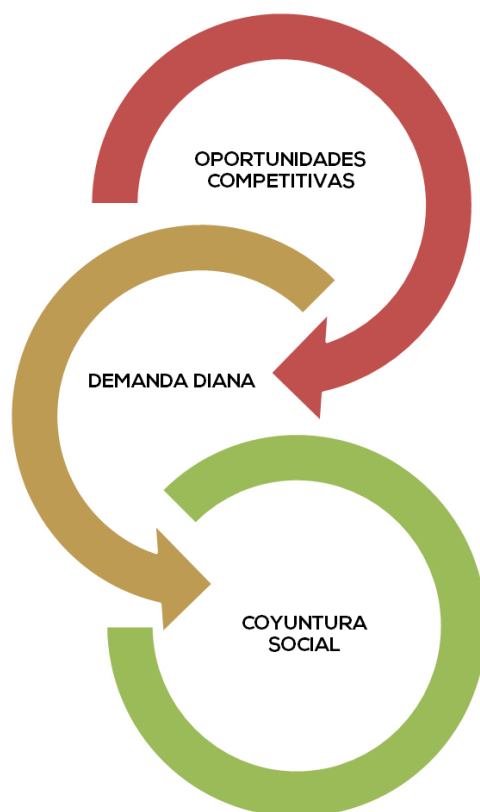 OPORTUNIDADES
COMPETITIVAS
DEMANDA DIANA
COYUNTURA
SOCIAL